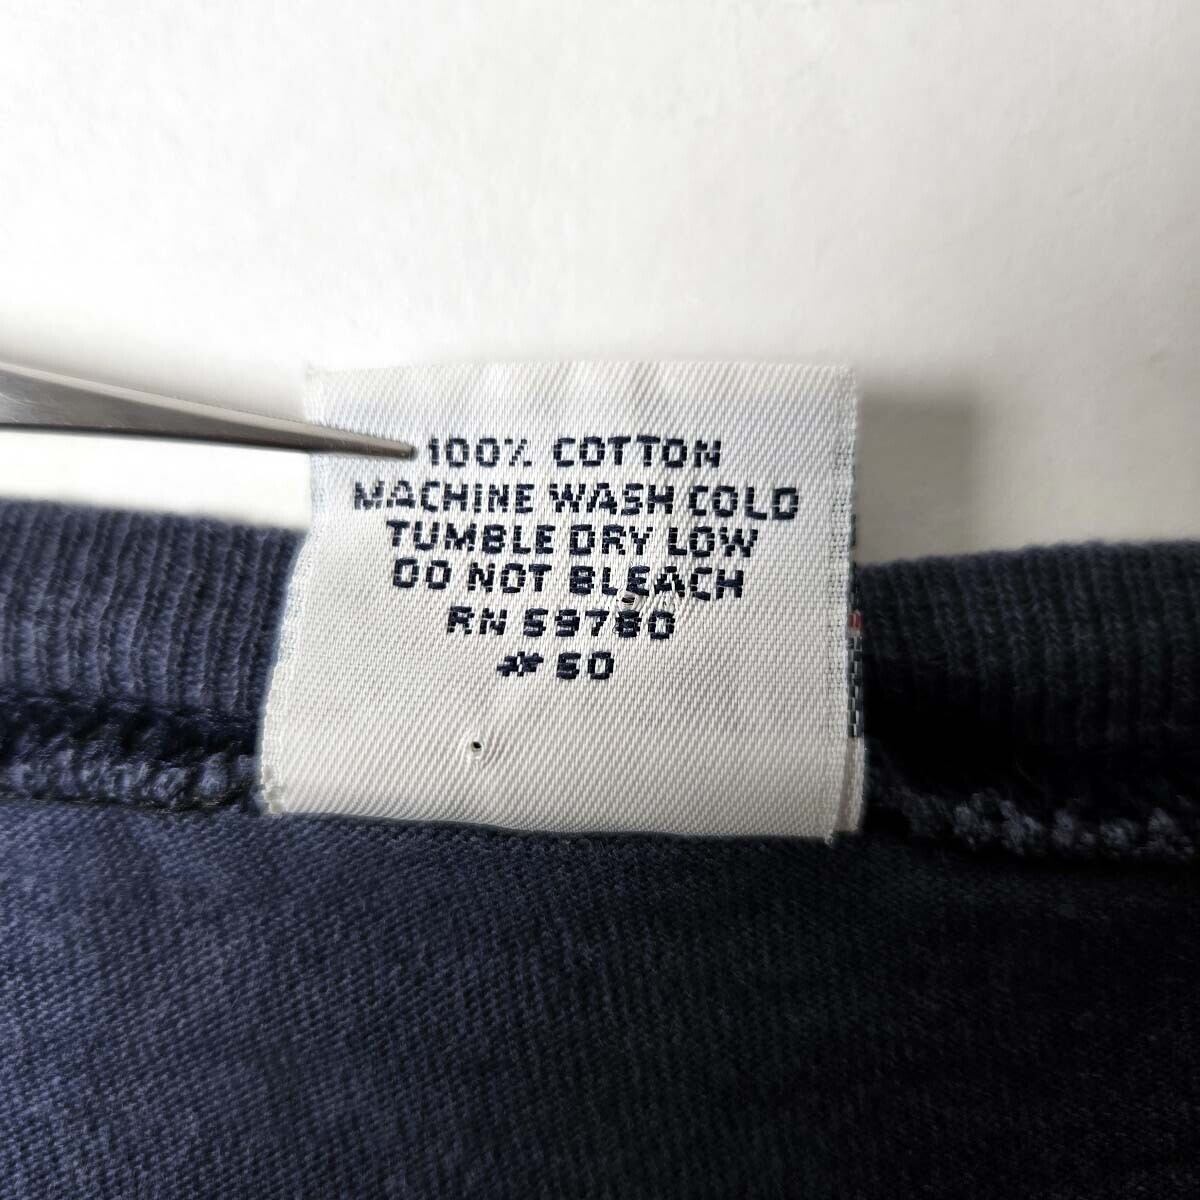 100% COTTON
MACHINE WASH COLD
TUMBLE DRY LOW
DO NOT BLEACH
RN 59780
# 50